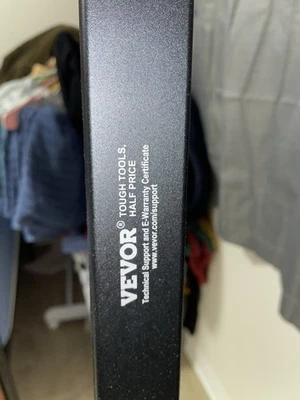 VEVOR® TOUGH TOOLS,
HALF PRICE
Technical Support and E-Warranty Certificate
www.vevor.com/support